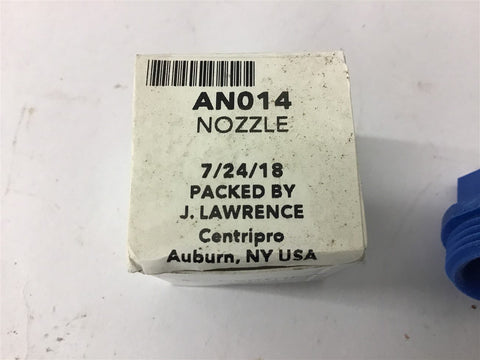 AN014
NOZZLE
7/24/18
PACKED BY
J. LAWRENCE
Centripro
Auburn, NY USA